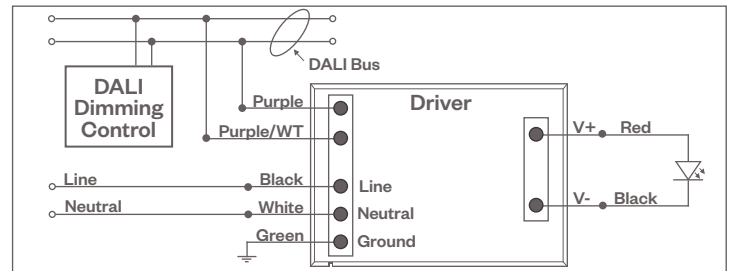 DALI Bus
DALI
Dimming
Control
Purple
Driver
Purple/WT
V+ Red
Line Black Line
V- Black
Neutral White Neutral
Green Ground